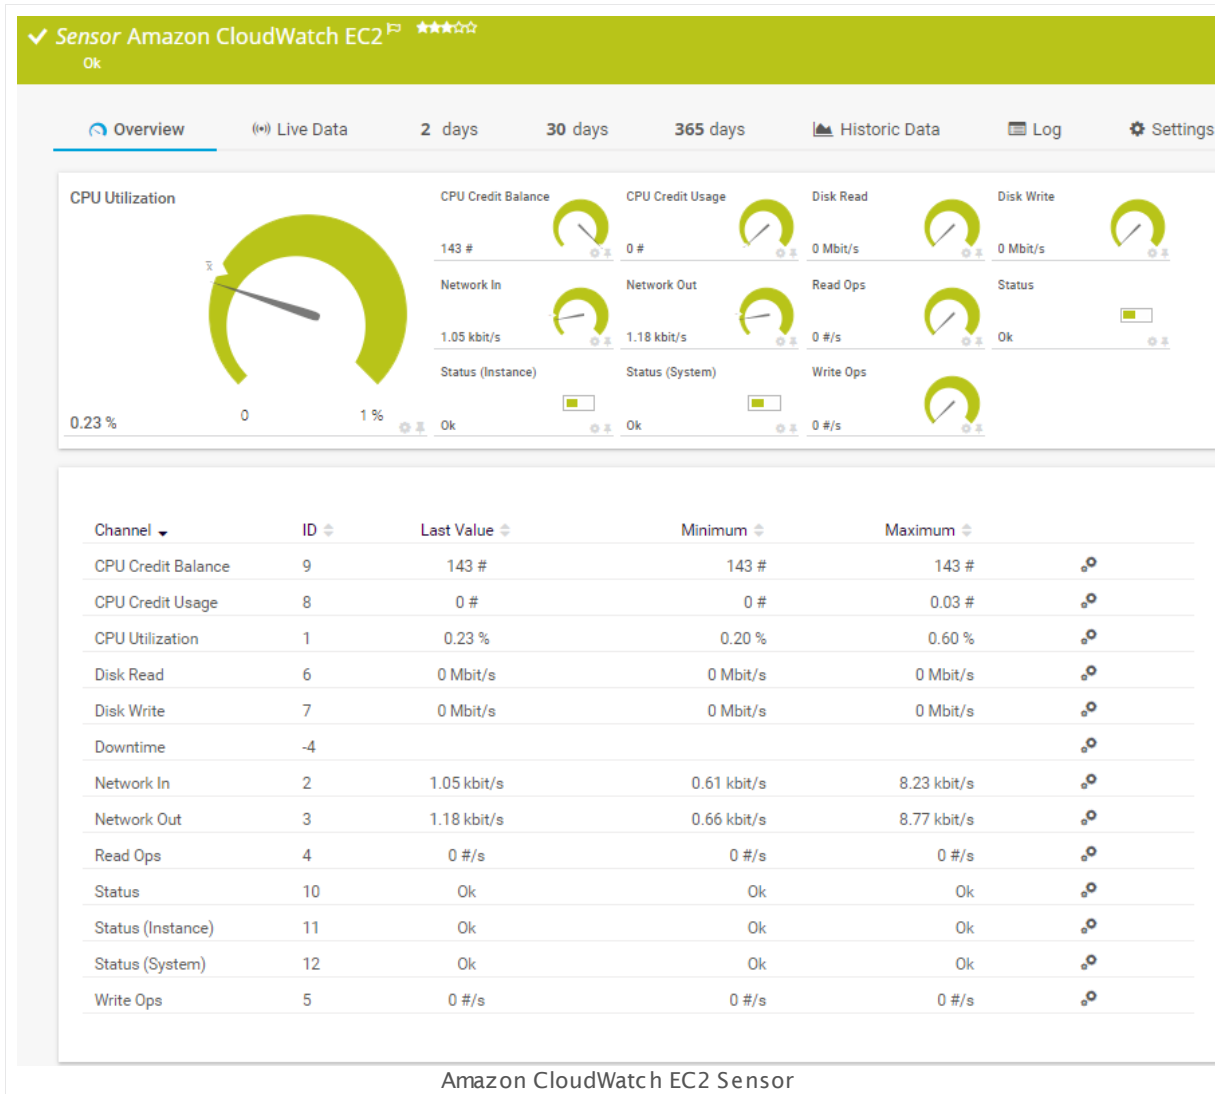 Sensor Amazon CloudWatch EC2
Ok
Overview Live Data 2 days 30 days 365 days Historic Data Log Settings
CPU Utilization
x̄
0.23 %
0 1 %
CPU Credit Balance CPU Credit Usage Disk Read Disk Write
143 # 0 # 0 Mbit/s 0 Mbit/s
Network In Network Out Read Ops Status
1.05 kbit/s 1.18 kbit/s 0 #/s Ok
Status (Instance) Status (System) Write Ops
Ok Ok 0 #/s
Channel ID Last Value Minimum Maximum
CPU Credit Balance 9 143 # 143 # 143 #
CPU Credit Usage 8 0 # 0 # 0.03 #
CPU Utilization 1 0.23 % 0.20 % 0.60 %
Disk Read 6 0 Mbit/s 0 Mbit/s 0 Mbit/s
Disk Write 7 0 Mbit/s 0 Mbit/s 0 Mbit/s
Downtime -4
Network In 2 1.05 kbit/s 0.61 kbit/s 8.23 kbit/s
Network Out 3 1.18 kbit/s 0.66 kbit/s 8.77 kbit/s
Read Ops 4 0 #/s 0 #/s 0 #/s
Status 10 Ok Ok Ok
Status (Instance) 11 Ok Ok Ok
Status (System) 12 Ok Ok Ok
Write Ops 5 0 #/s 0 #/s 0 #/s
Amazon CloudWatch EC2 Sensor